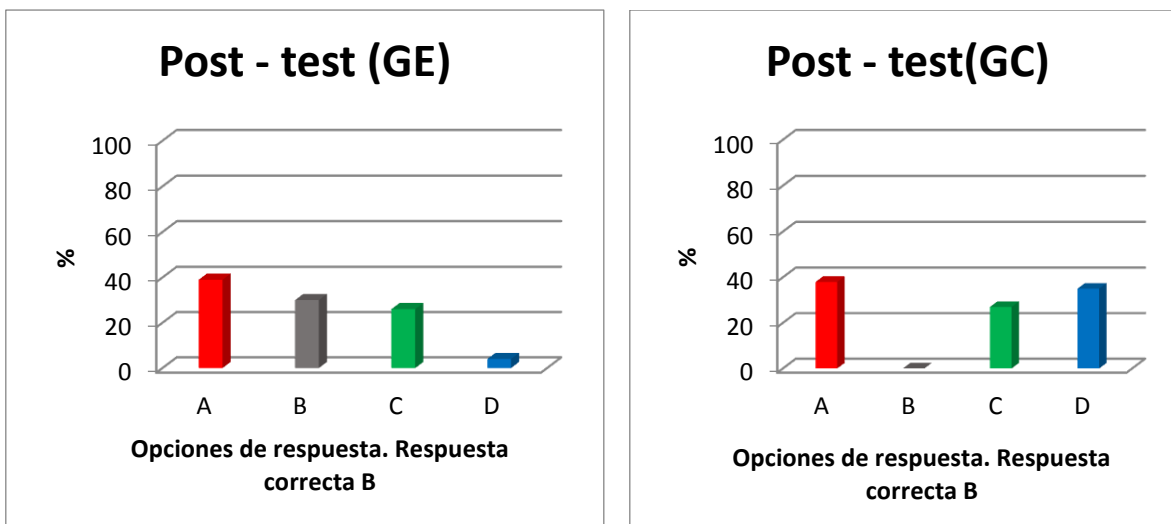 Post - test (GE)
100
80
60
40
20
0
%
A B C D
Opciones de respuesta. Respuesta
correcta B
Post - test(GC)
100
80
60
40
20
0
%
A B C D
Opciones de respuesta. Respuesta
correcta B